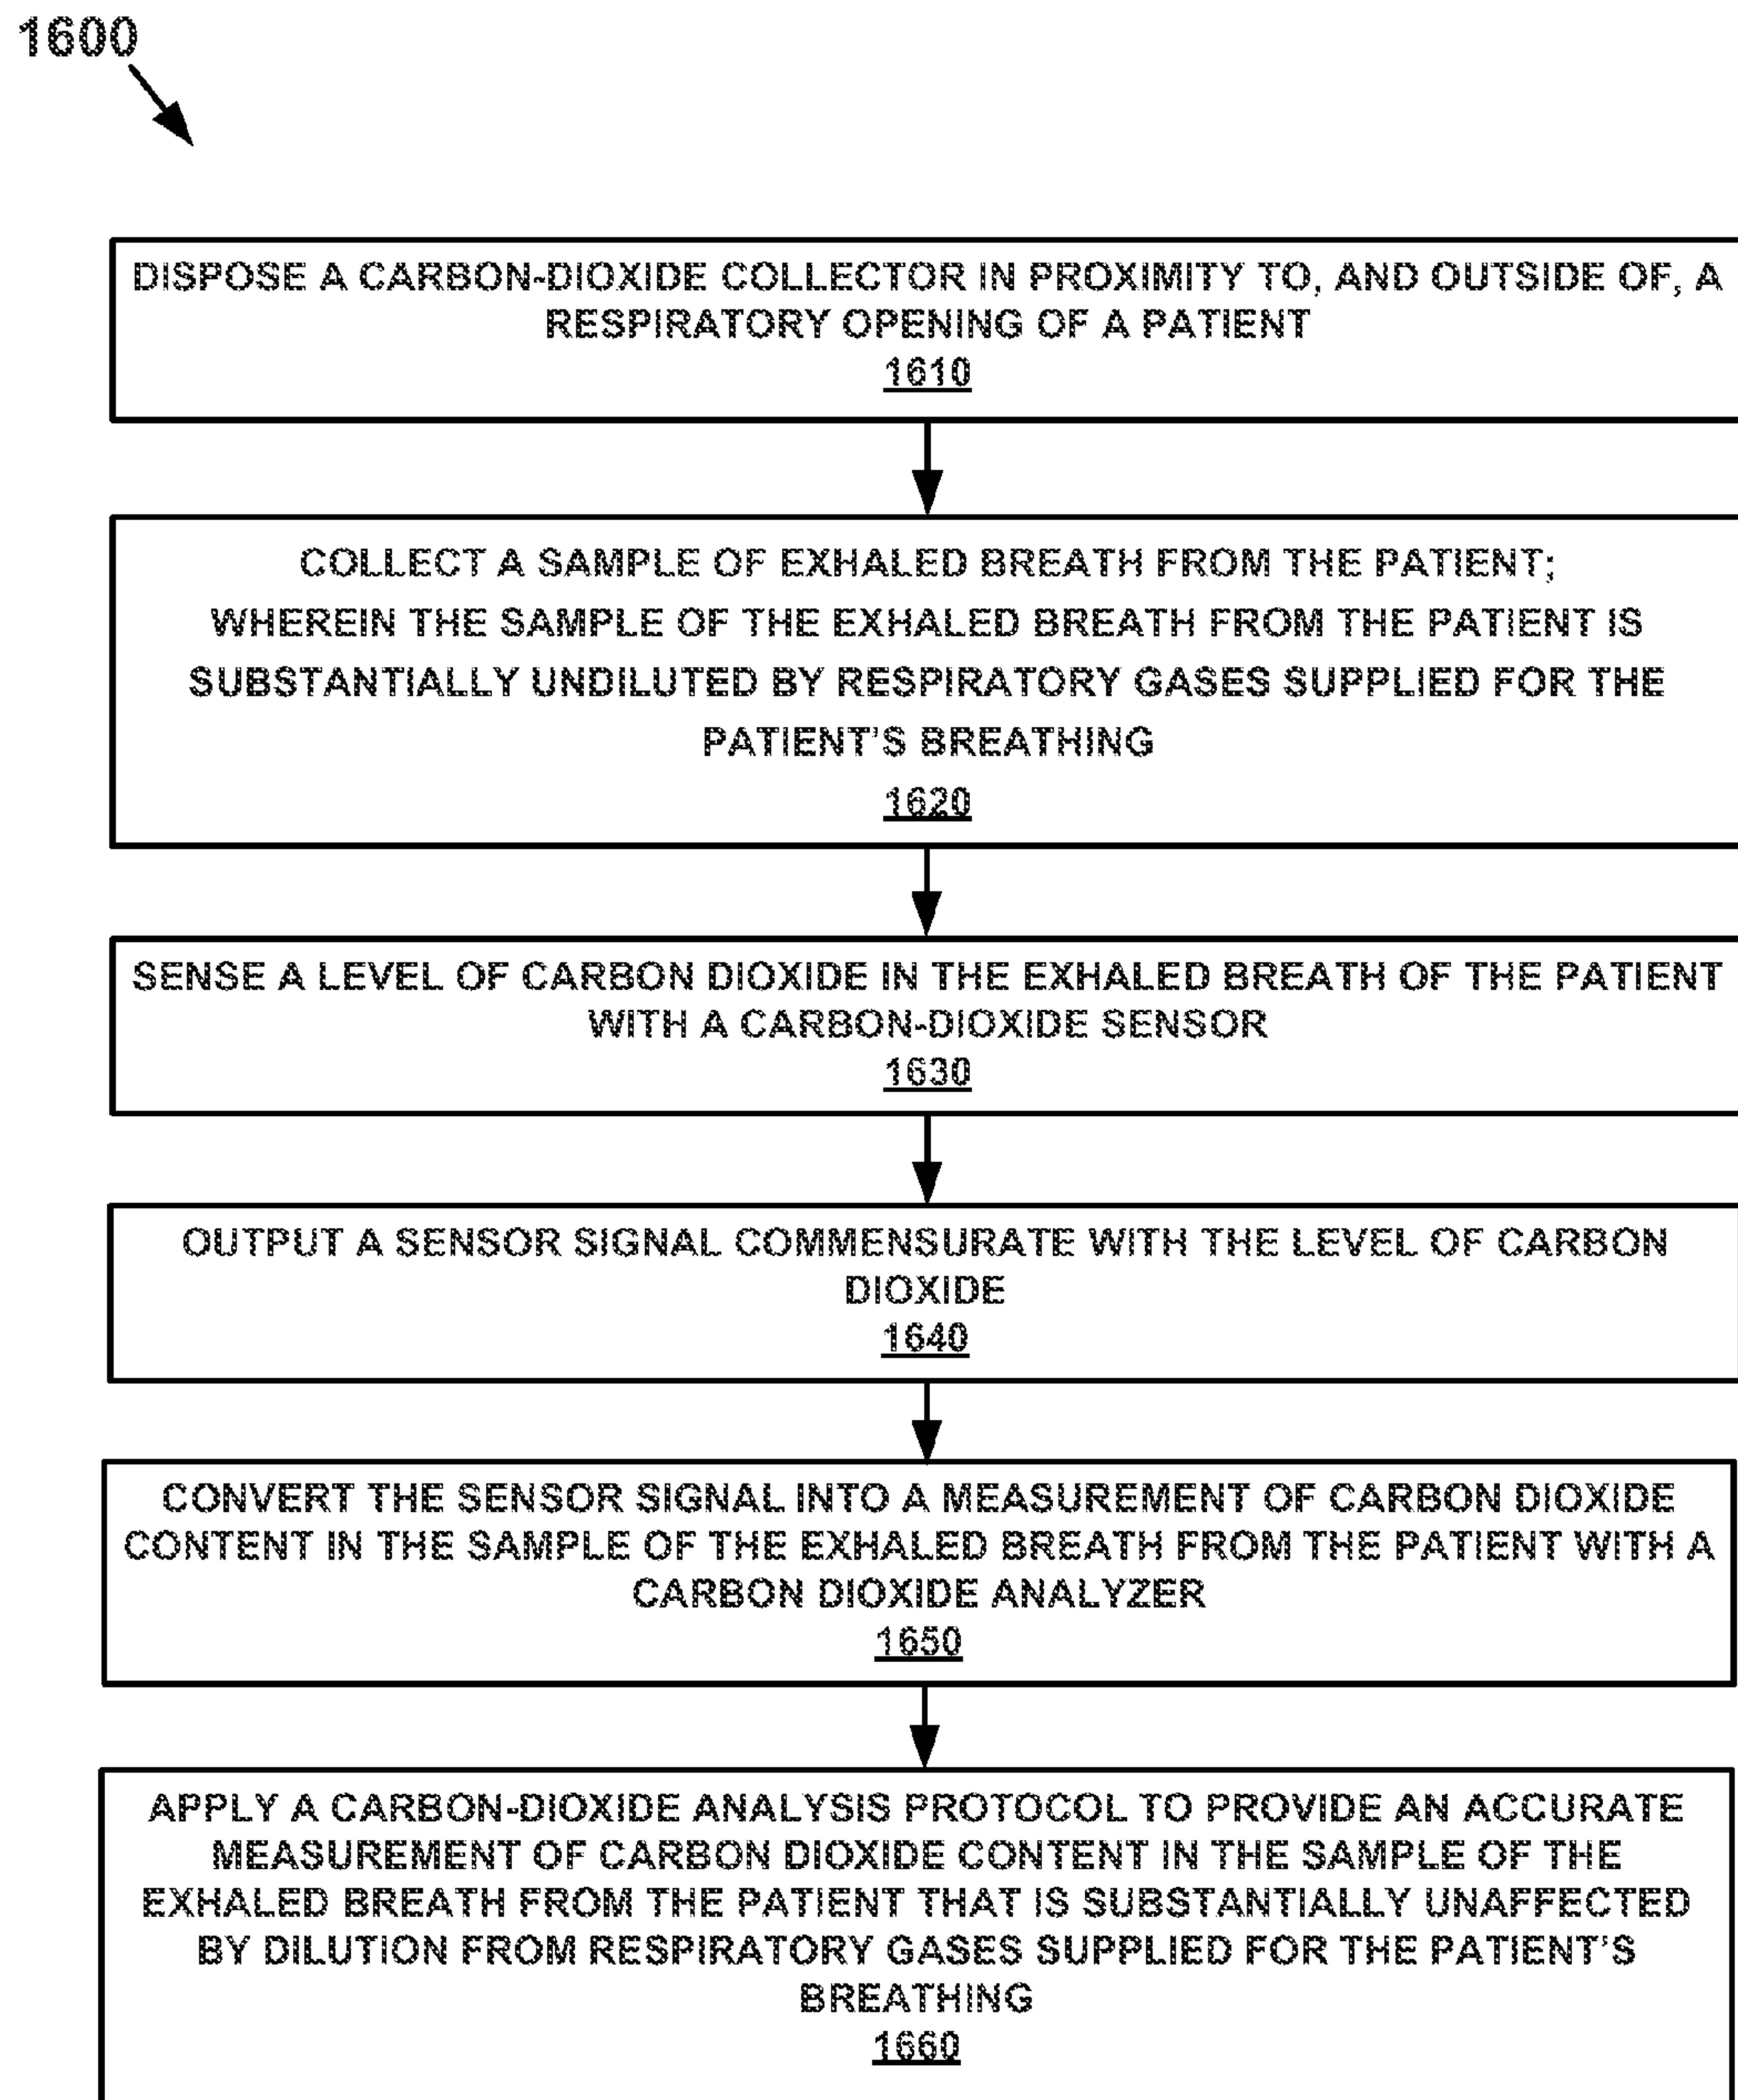 1600
DISPOSE A CARBON-DIOXIDE COLLECTOR IN PROXIMITY TO, AND OUTSIDE OF, A
RESPIRATORY OPENING OF A PATIENT
1610
COLLECT A SAMPLE OF EXHALED BREATH FROM THE PATIENT;
WHEREIN THE SAMPLE OF THE EXHALED BREATH FROM THE PATIENT IS
SUBSTANTIALLY UNDILUTED BY RESPIRATORY GASES SUPPLIED FOR THE
PATIENT'S BREATHING
1620
SENSE A LEVEL OF CARBON DIOXIDE IN THE EXHALED BREATH OF THE PATIENT
WITH A CARBON-DIOXIDE SENSOR
1630
OUTPUT A SENSOR SIGNAL COMMENSURATE WITH THE LEVEL OF CARBON
DIOXIDE
1640
CONVERT THE SENSOR SIGNAL INTO A MEASUREMENT OF CARBON DIOXIDE
CONTENT IN THE SAMPLE OF THE EXHALED BREATH FROM THE PATIENT WITH A
CARBON DIOXIDE ANALYZER
1650
APPLY A CARBON-DIOXIDE ANALYSIS PROTOCOL TO PROVIDE AN ACCURATE
MEASUREMENT OF CARBON DIOXIDE CONTENT IN THE SAMPLE OF THE
EXHALED BREATH FROM THE PATIENT THAT IS SUBSTANTIALLY UNAFFECTED
BY DILUTION FROM RESPIRATORY GASES SUPPLIED FOR THE PATIENT'S
BREATHING
1660